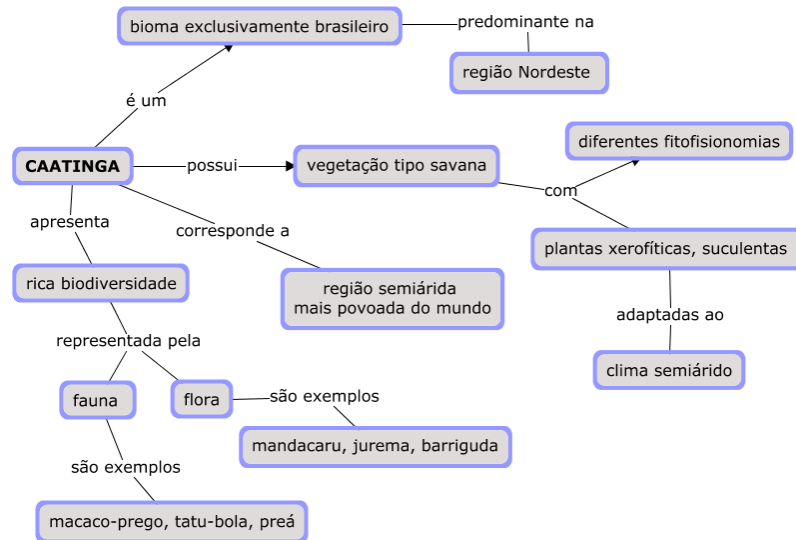 bioma exclusivamente brasileiro
predominante na
região Nordeste
é um
CAATINGA
possui
vegetação tipo savana
diferentes fitofisionomias
com
plantas xerofíticas, suculentas
adaptadas ao
clima semiárido
apresenta
corresponde a
rica biodiversidade
região semiárida
mais povoada do mundo
representada pela
fauna
flora
são exemplos
mandacaru, jurema, barriguda
são exemplos
macaco-prego, tatu-bola, preá